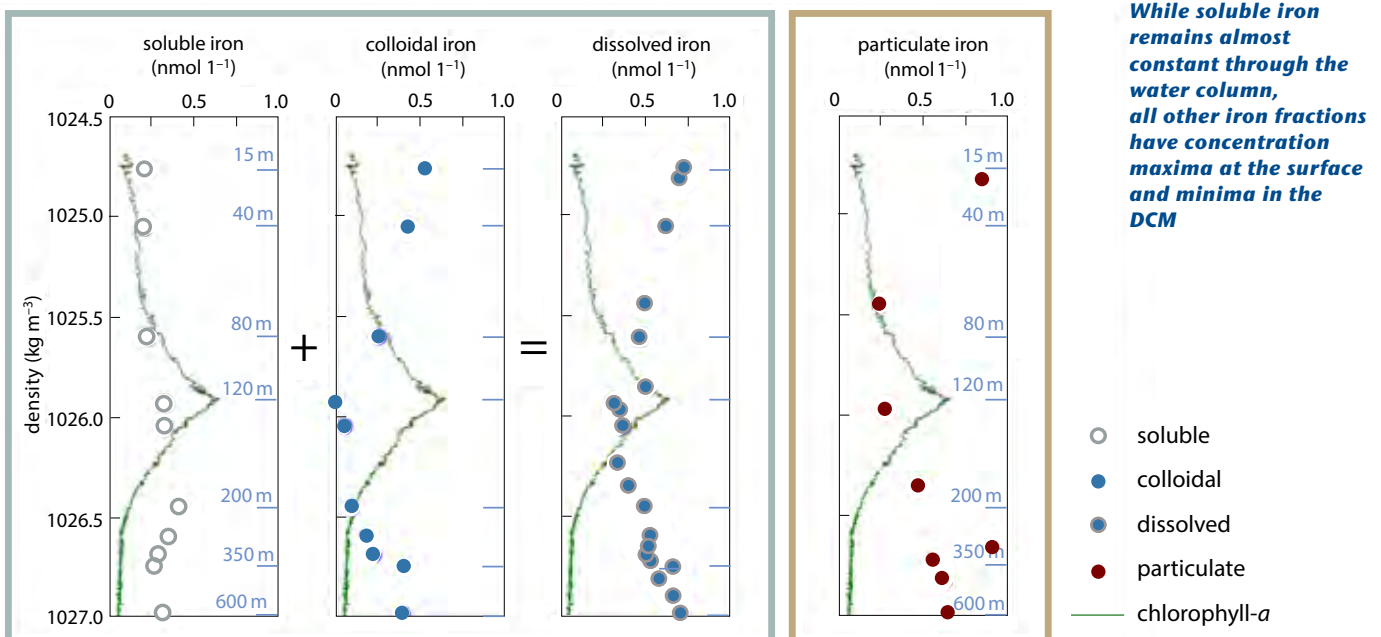 While soluble iron
remains almost
constant through the
water column,
all other iron fractions
have concentration
maxima at the surface
and minima in the
DCM
soluble iron
(nmol 1⁻¹)
colloidal iron
(nmol 1⁻¹)
dissolved iron
(nmol 1⁻¹)
particulate iron
(nmol 1⁻¹)
0 0.5 1.0
0 0.5 1.0
0 0.5 1.0
0 0.5 1.0
density (kg m⁻³)
1024.5
1025.0
1025.5
1026.0
1026.5
1027.0
15 m
40 m
80 m
120 m
200 m
350 m
600 m
+
=
15 m
40 m
80 m
120 m
200 m
350 m
600 m
soluble
colloidal
dissolved
particulate
chlorophyll-a